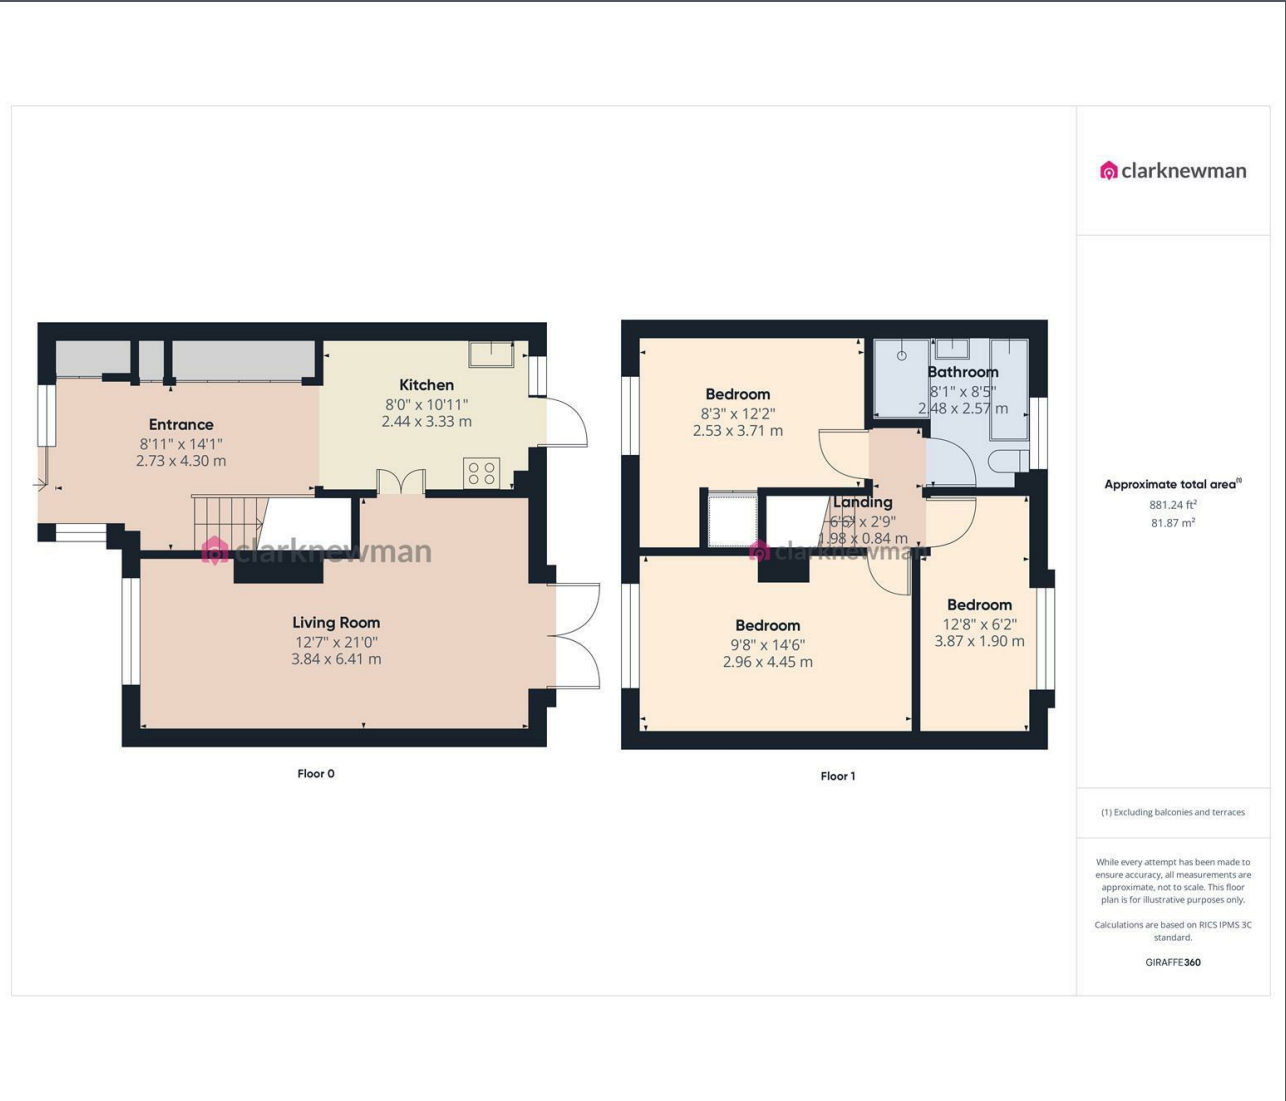 clarknewman
Kitchen
8'0" x 10'11"
2.44 x 3.33 m
Entrance
8'11" x 14'1"
2.73 x 4.30 m
clarknewman
Living Room
12'7" x 21'0"
3.84 x 6.41 m
Floor 0
Bedroom
8'3" x 12'2"
2.53 x 3.71 m
Bathroom
8'1" x 8'5"
2.48 x 2.57 m
Landing
6'6" x 2'9"
1.98 x 0.84 m
clarknewman
Bedroom
9'8" x 14'6"
2.96 x 4.45 m
Bedroom
12'8" x 6'2"
3.87 x 1.90 m
Floor 1
Approximate total area(1)
881.24 ft²
81.87 m²
(1) Excluding balconies and terraces
While every attempt has been made to
ensure accuracy, all measurements are
approximate, not to scale. This floor
plan is for illustrative purposes only.
Calculations are based on RICS IPMS 3C
standard.
GIRAFFE360